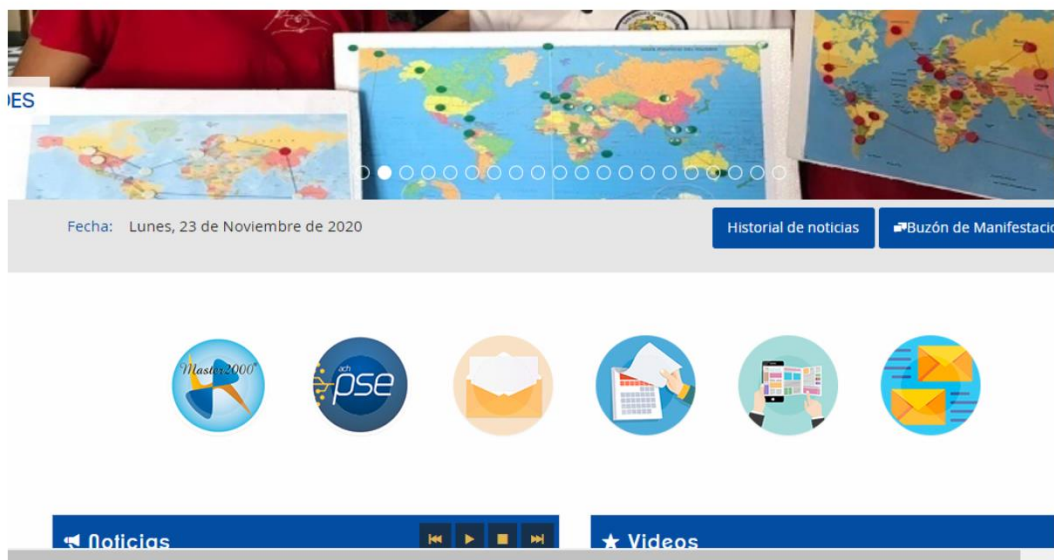 DES
Fecha: Lunes, 23 de Noviembre de 2020
Historial de noticias
Buzón de Manifestacio
Master2000
ach
pse
Noticias
Videos